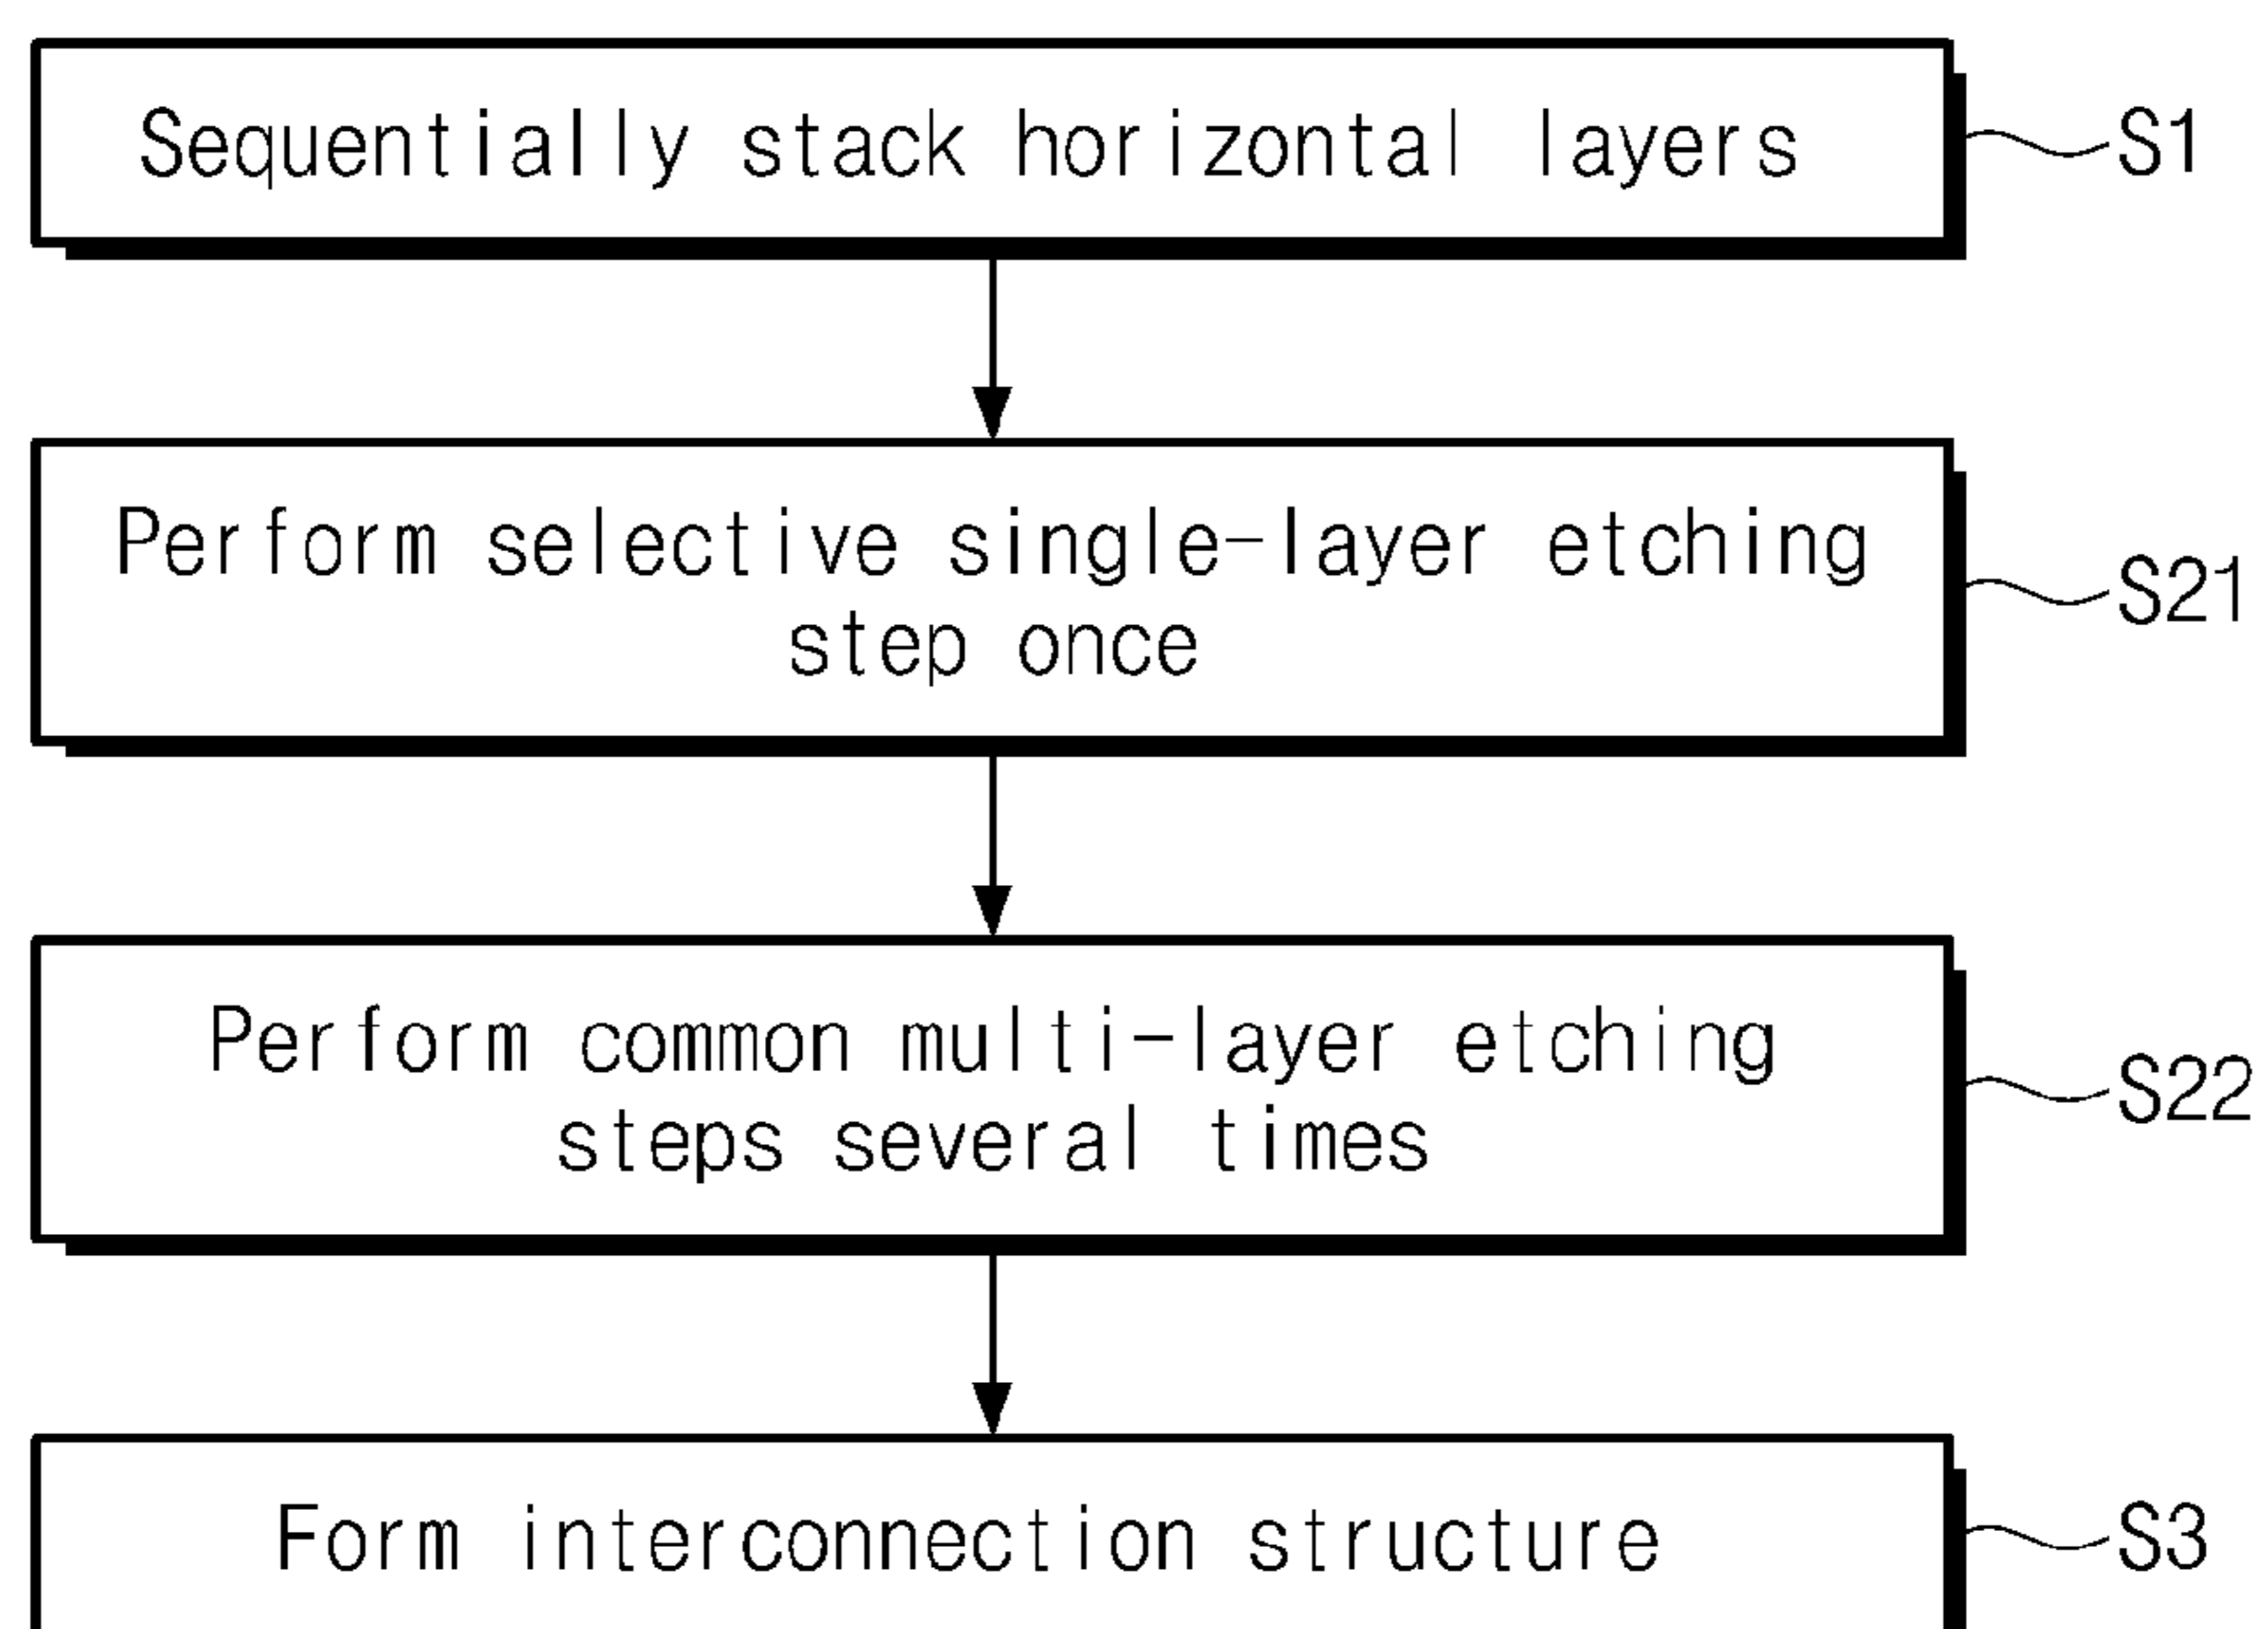 Sequentially stack horizontal layers
S1
Perform selective single-layer etching
step once
S21
Perform common multi-layer etching
steps several times
S22
Form interconnection structure
S3